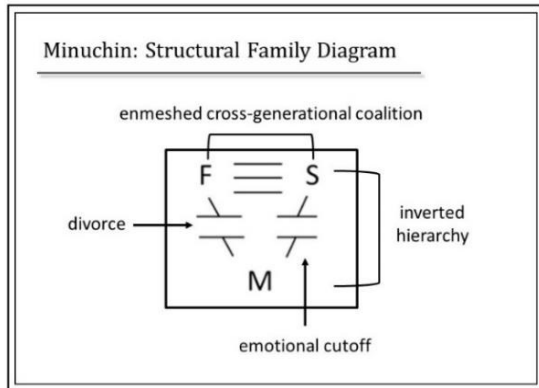 Minuchin: Structural Family Diagram
enmeshed cross-generational coalition
F S
divorce
inverted
hierarchy
M
emotional cutoff